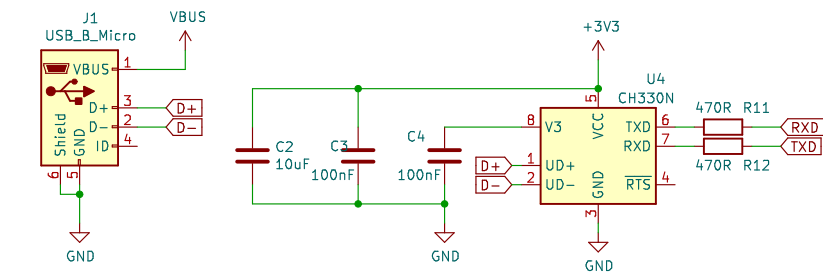 J1
USB_B_Micro
VBUS
VBUS
1
D+
3
D+
D-
2
D-
ID
4
Shield
GND
6
5
GND
+3V3
C2
10uF
C3
100nF
C4
100nF
GND
U4
CH330N
5
VCC
8
V3
D+
1
UD+
D-
2
UD-
TXD
6
RXD
7
RTS
4
GND
3
GND
470R
R11
RXD
TXD
470R
R12